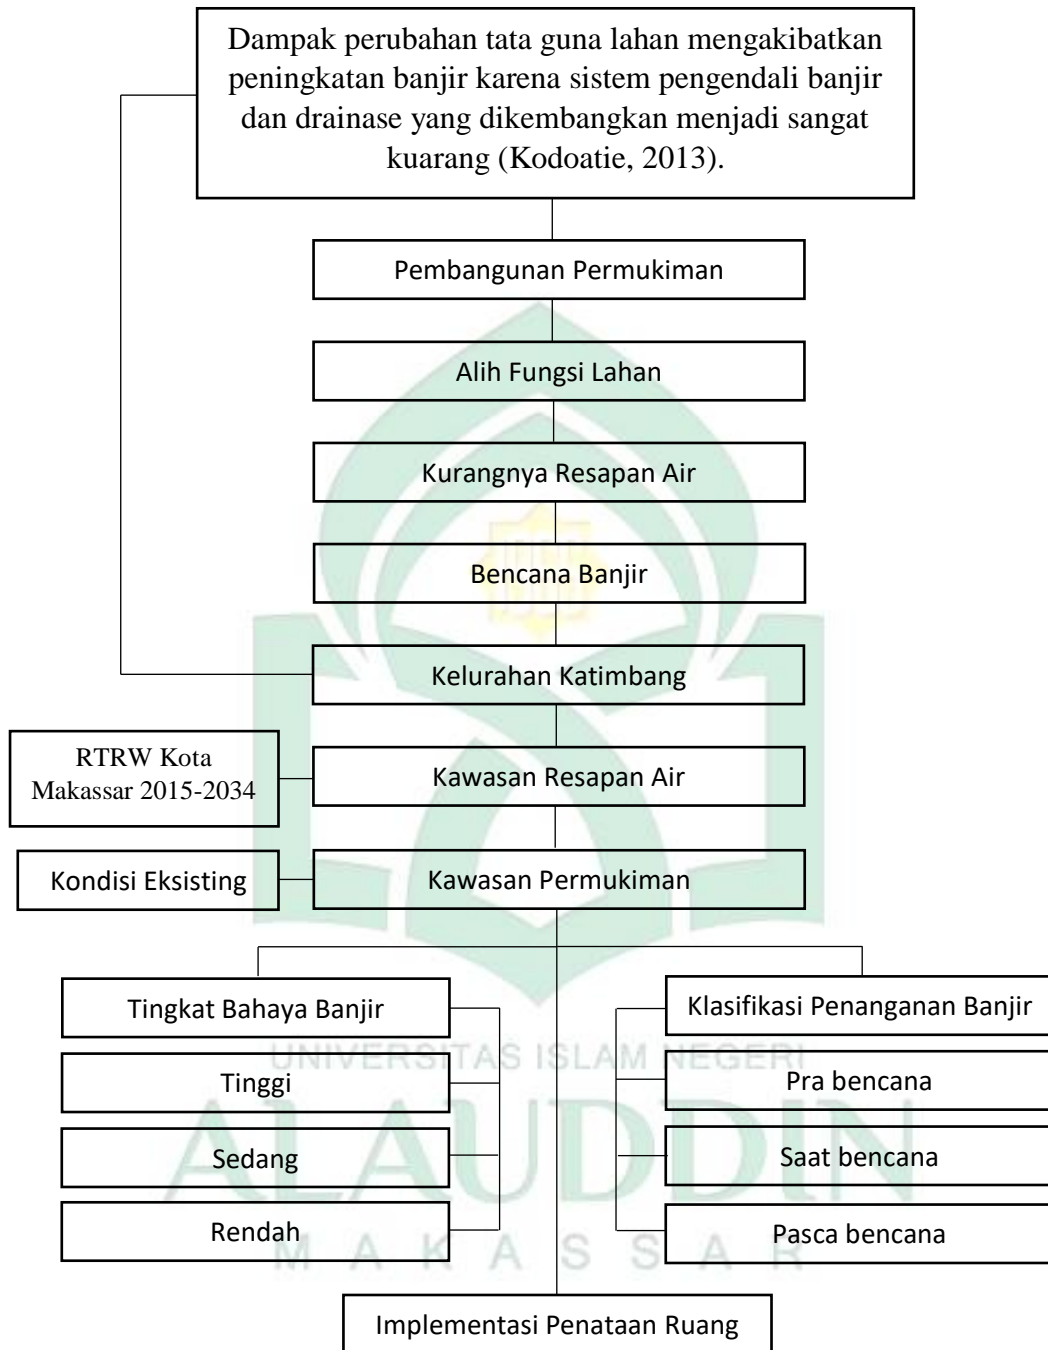 Dampak perubahan tata guna lahan mengakibatkan
peningkatan banjir karena sistem pengendali banjir
dan drainase yang dikembangkan menjadi sangat
kuarang (Kodoatie, 2013).
Pembangunan Permukiman
Alih Fungsi Lahan
Kurangnya Resapan Air
Bencana Banjir
Kelurahan Katimbang
RTRW Kota
Makassar 2015-2034
Kawasan Resapan Air
Kondisi Eksisting
Kawasan Permukiman
Tingkat Bahaya Banjir
Tinggi
Sedang
Rendah
Klasifikasi Penanganan Banjir
Pra bencana
Saat bencana
Pasca bencana
UNIVERSITAS ISLAM NEGERI
ALAUDDIN
MAKASSAR
Implementasi Penataan Ruang